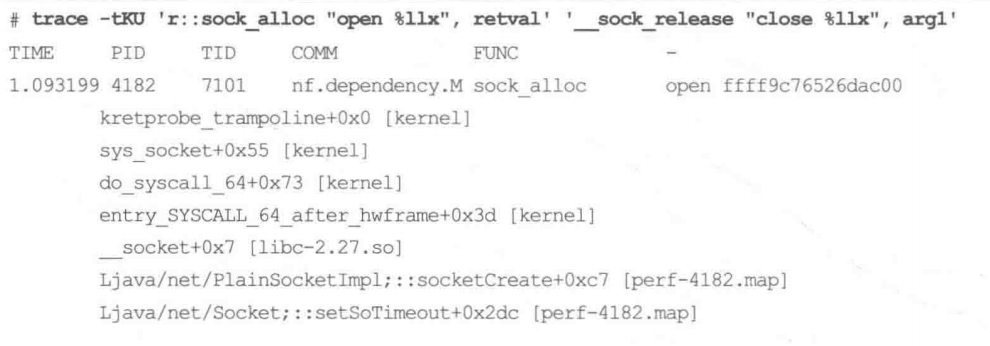 # trace -tKU 'r::sock_alloc "open %llx", retval' '__sock_release "close %llx", arg1'
TIME PID TID COMM FUNC -
1.093199 4182 7101 nf.dependency.M sock_alloc open ffff9c76526dac00
kretprobe_trampoline+0x0 [kernel]
sys_socket+0x55 [kernel]
do_syscall_64+0x73 [kernel]
entry_SYSCALL_64_after_hwframe+0x3d [kernel]
__socket+0x7 [libc-2.27.so]
Ljava/net/PlainSocketImpl;::socketCreate+0xc7 [perf-4182.map]
Ljava/net/Socket;::setSoTimeout+0x2dc [perf-4182.map]